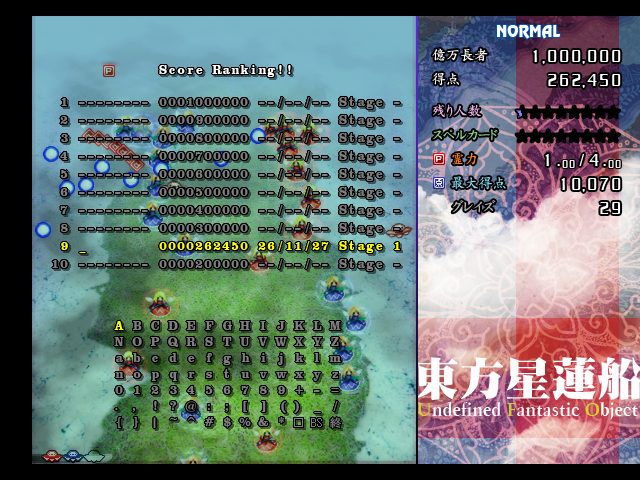 P Score Ranking!!
1 -------- 0001000000 --/--/-- Stage -
2 -------- 0000900000 --/--/-- Stage -
3 -------- 0000800000 --/--/-- Stage -
4 -------- 0000700000 --/--/-- Stage -
5 -------- 0000600000 --/--/-- Stage -
6 -------- 0000500000 --/--/-- Stage -
7 -------- 0000400000 --/--/-- Stage -
8 -------- 0000300000 --/--/-- Stage -
9 _ 0000262450 26/11/27 Stage 1
10 -------- 0000200000 --/--/-- Stage -
A B C D E F G H I J K L M
N O P Q R S T U V W X Y Z
a b c d e f g h i j k l m
n o p q r s t u v w x y z
0 1 2 3 4 5 6 7 8 9 + - =
. , ! ? @ : ; [ ] ( ) _ /
{ } | ~ ^ # $ % & * □ BS 終
NORMAL
億万長者 1,000,000
得点 262,450
残り人数
スペルカード
P 霊力 1.00/4.00
点 最大得点 10,070
グレイズ 29
東方星蓮船
Undefined Fantastic Object